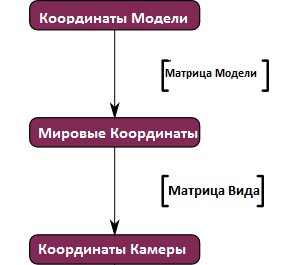 Координаты Модели
Матрица Модели
Мировые Координаты
Матрица Вида
Координаты Камеры